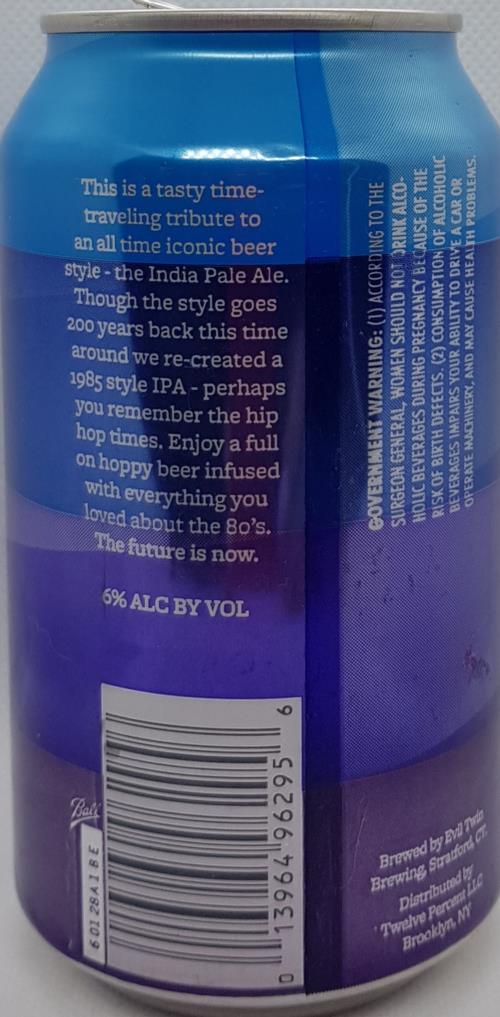 This is a tasty time-
traveling tribute to
an all time iconic beer
style - the India Pale Ale.
Though the style goes
200 years back this time
around we re-created a
1985 style IPA - perhaps
you remember the hip
hop times. Enjoy a full
on hoppy beer infused
with everything you
loved about the 80's.
The future is now.
6% ALC BY VOL
GOVERNMENT WARNING: (1) ACCORDING TO THE
SURGEON GENERAL, WOMEN SHOULD NOT DRINK ALCO-
HOLIC BEVERAGES DURING PREGNANCY BECAUSE OF THE
RISK OF BIRTH DEFECTS. (2) CONSUMPTION OF ALCOHOLIC
BEVERAGES IMPAIRS YOUR ABILITY TO DRIVE A CAR OR
OPERATE MACHINERY, AND MAY CAUSE HEALTH PROBLEMS.
Ball
6 01 28 A 1 8 E
0 13964 96295 6
Brewed by Evil Twin
Brewing, Stratford, CT.
Distributed by
Twelve Percent LLC
Brooklyn, NY